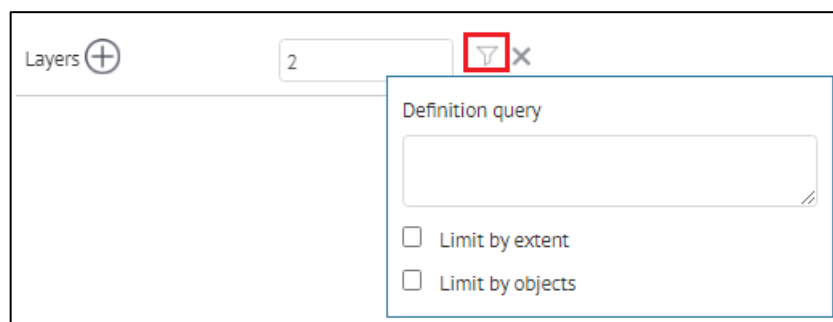 Layers
2
Definition query
Limit by extent
Limit by objects